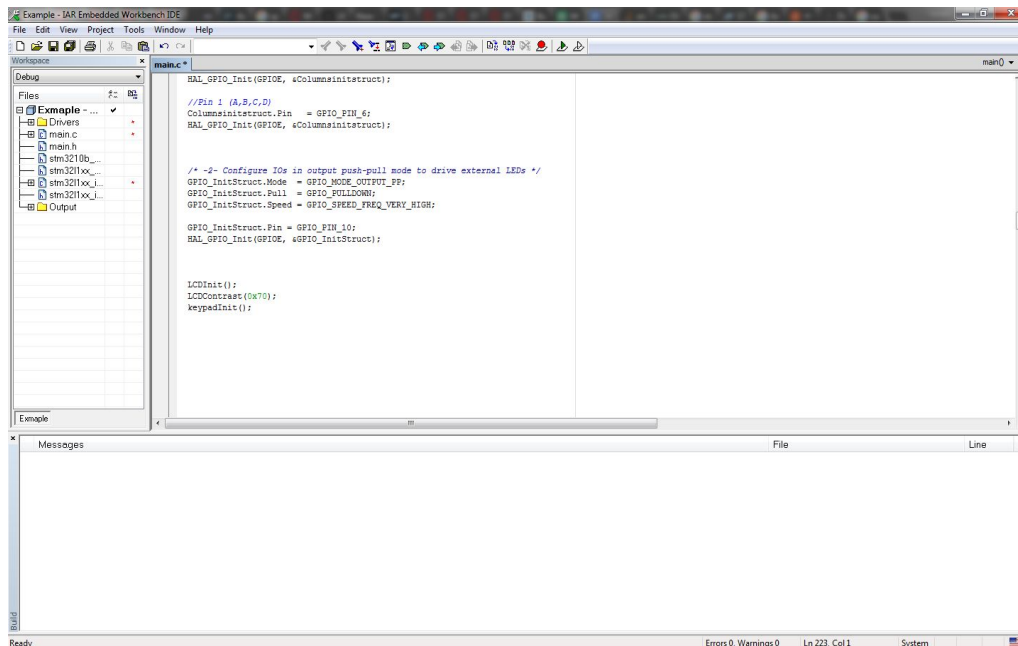 Example - IAR Embedded Workbench IDE
File Edit View Project Tools Window Help
Workspace
main.c *
main()
Debug
Files
Exmaple - ...
Drivers
main.c
main.h
stm3210b_...
stm32l1xx_...
stm32l1xx_i...
stm32l1xx_i...
Output
Exmaple
HAL_GPIO_Init(GPIOE, &Columnsinitstruct);
//Pin 1 (A,B,C,D)
Columnsinitstruct.Pin = GPIO_PIN_6;
HAL_GPIO_Init(GPIOE, &Columnsinitstruct);
/* -2- Configure IOs in output push-pull mode to drive external LEDs */
GPIO_InitStruct.Mode = GPIO_MODE_OUTPUT_PP;
GPIO_InitStruct.Pull = GPIO_PULLDOWN;
GPIO_InitStruct.Speed = GPIO_SPEED_FREQ_VERY_HIGH;
GPIO_InitStruct.Pin = GPIO_PIN_10;
HAL_GPIO_Init(GPIOE, &GPIO_InitStruct);
LCDInit();
LCDContrast(0x70);
keypadInit();
Messages File Line
Build
Ready Errors 0, Warnings 0 Ln 223, Col 1 System